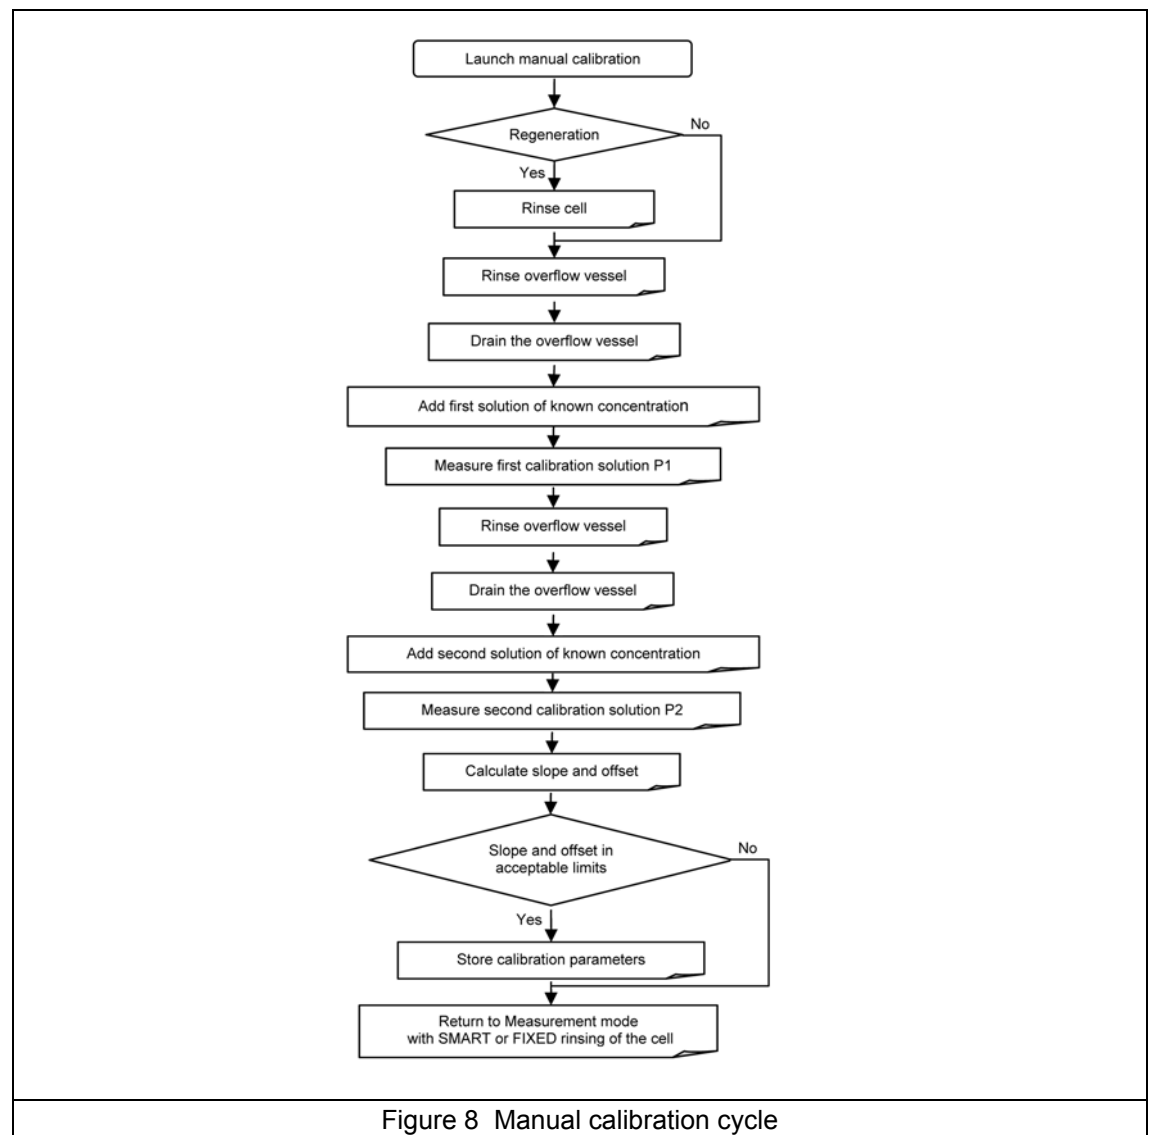 Launch manual calibration
Regeneration
No
Yes
Rinse cell
Rinse overflow vessel
Drain the overflow vessel
Add first solution of known concentration
Measure first calibration solution P1
Rinse overflow vessel
Drain the overflow vessel
Add second solution of known concentration
Measure second calibration solution P2
Calculate slope and offset
Slope and offset in
acceptable limits
No
Yes
Store calibration parameters
Return to Measurement mode
with SMART or FIXED rinsing of the cell
Figure 8 Manual calibration cycle